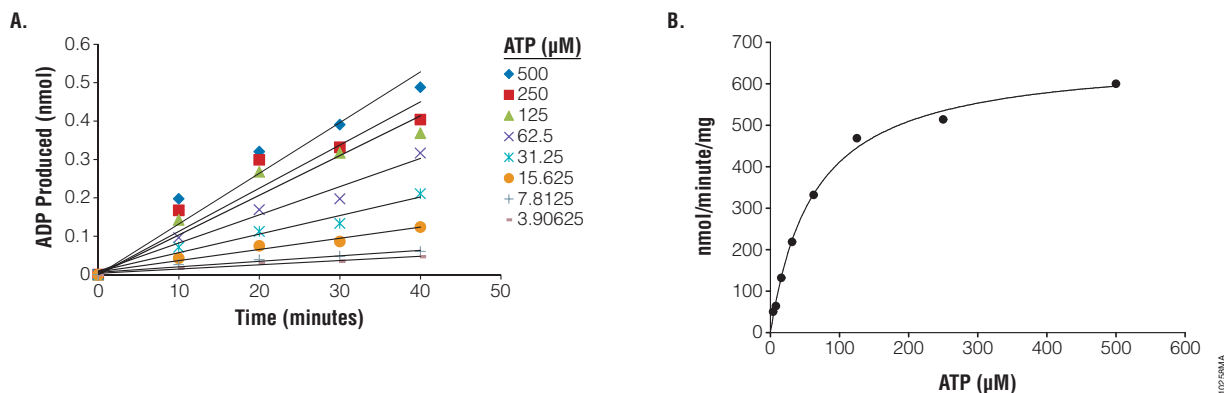 A.
ADP Produced (nmol)
0.6
0.5
0.4
0.3
0.2
0.1
0
0 10 20 30 40 50
Time (minutes)
ATP (µM)
500
250
125
62.5
31.25
15.625
7.8125
3.90625
B.
nmol/minute/mg
700
600
500
400
300
200
100
0
0 100 200 300 400 500 600
ATP (µM)
10258MA